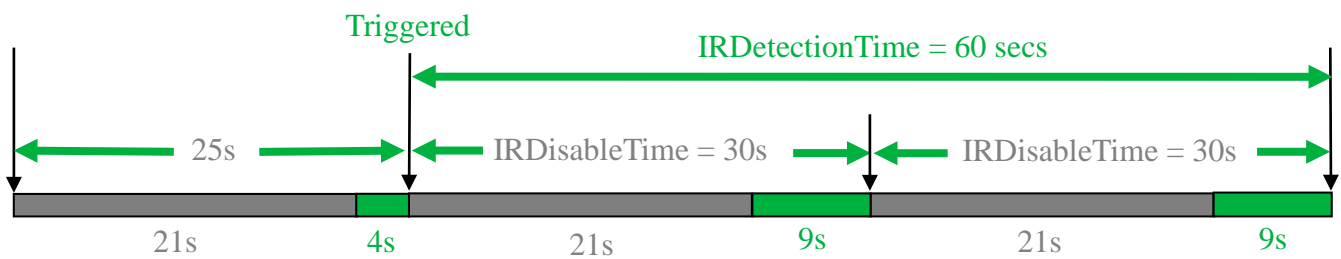 Triggered
IRDetectionTime = 60 secs
25s
IRDisableTime = 30s
IRDisableTime = 30s
21s
4s
21s
9s
21s
9s